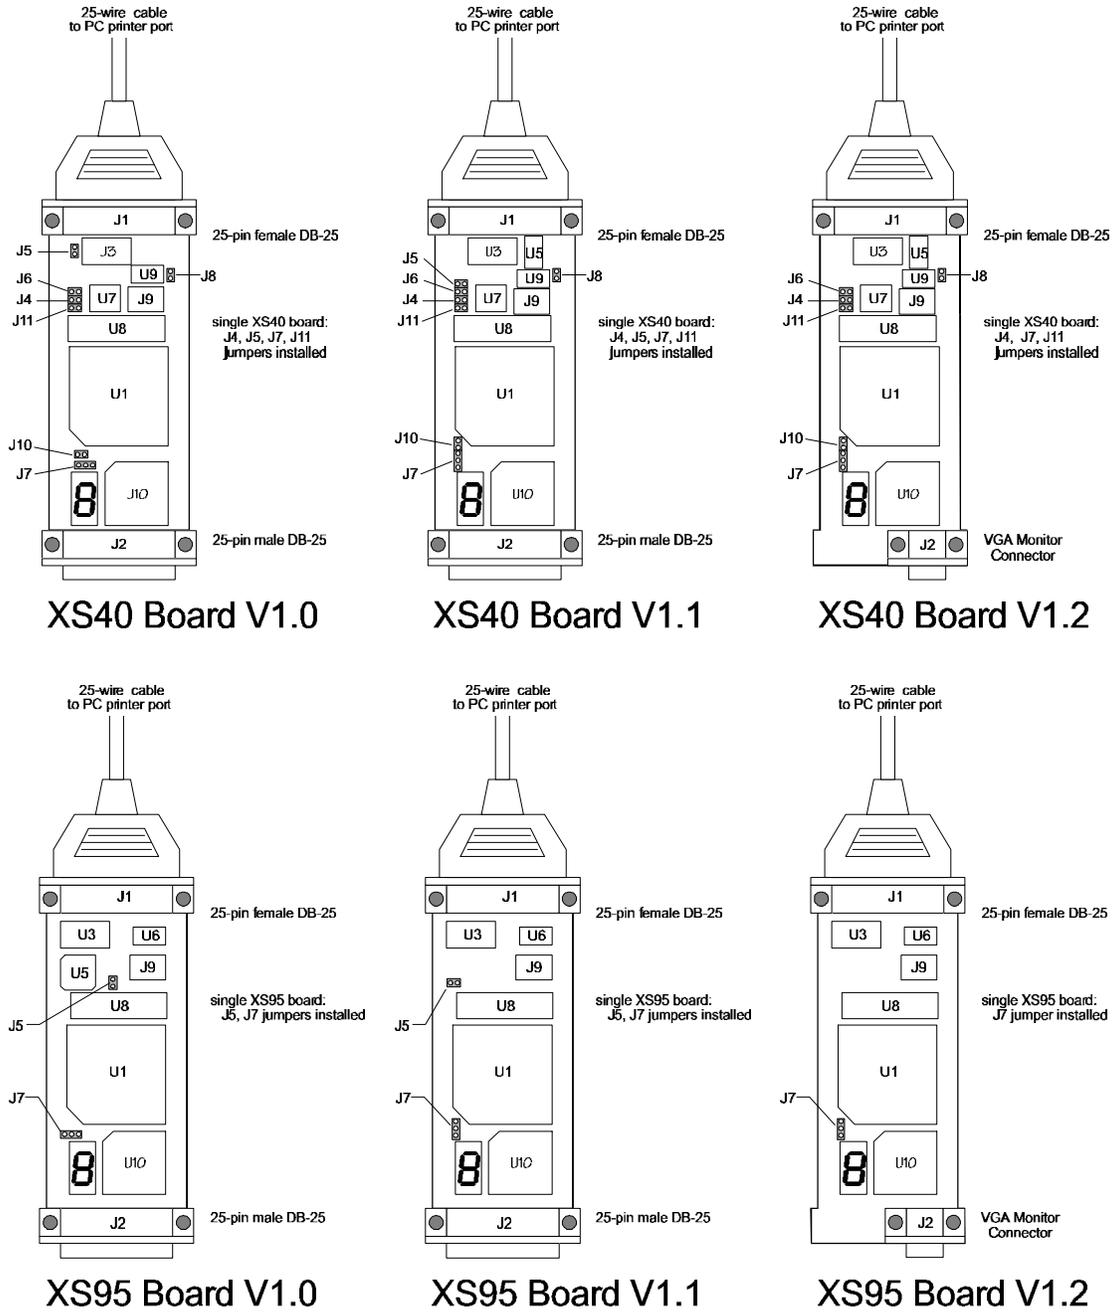 25-wire cable
to PC printer port
J1
25-pin female DB-25
J5
J3
U9
J8
J6
J4
J11
U7
J9
U8
single XS40 board:
J4, J5, J7, J11
jumpers installed
U1
J10
J7
J10
J2
25-pin male DB-25
XS40 Board V1.0
25-wire cable
to PC printer port
J1
25-pin female DB-25
U3
U5
J5
J6
J4
J11
U9
J8
U7
J9
U8
single XS40 board:
J4, J5, J7, J11
jumpers installed
U1
J10
J7
U10
J2
25-pin male DB-25
XS40 Board V1.1
25-wire cable
to PC printer port
J1
25-pin female DB-25
U3
U5
J6
J4
J11
U9
J8
U7
J9
U8
single XS40 board:
J4, J7, J11
jumpers installed
U1
J10
J7
U10
J2
VGA Monitor
Connector
XS40 Board V1.2
25-wire cable
to PC printer port
J1
25-pin female DB-25
U3
U6
U5
J9
U8
J5
single XS95 board:
J5, J7 jumpers installed
U1
J7
U10
J2
25-pin male DB-25
XS95 Board V1.0
25-wire cable
to PC printer port
J1
25-pin female DB-25
U3
U6
J9
U8
J5
single XS95 board:
J5, J7 jumpers installed
U1
J7
U10
J2
25-pin male DB-25
XS95 Board V1.1
25-wire cable
to PC printer port
J1
25-pin female DB-25
U3
U6
J9
U8
single XS95 board:
J7 jumper installed
U1
J7
U10
J2
VGA Monitor
Connector
XS95 Board V1.2